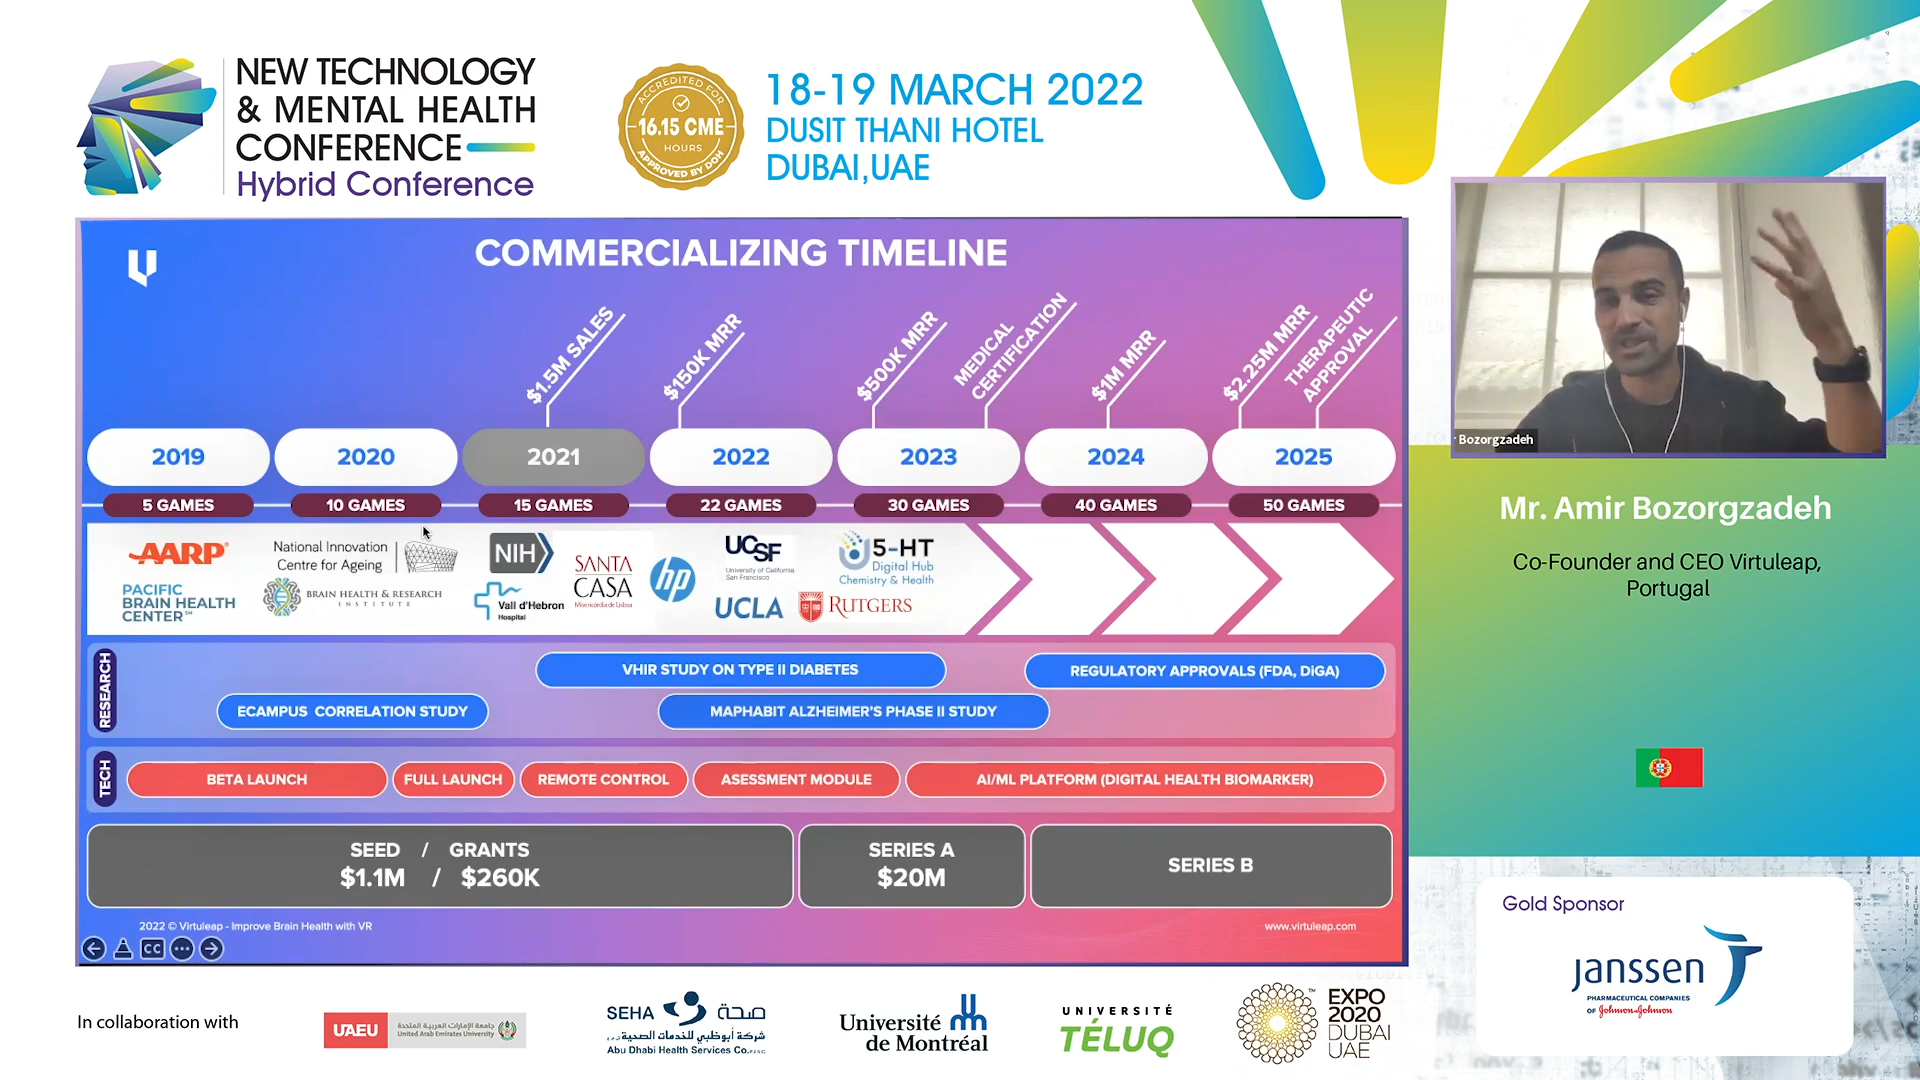 NEW TECHNOLOGY
& MENTAL HEALTH
CONFERENCE
Hybrid Conference
ACCREDITED FOR
16.15 CME
HOURS
APPROVED BY DOH
18-19 MARCH 2022
DUSIT THANI HOTEL
DUBAI,UAE
COMMERCIALIZING TIMELINE
$1.5M SALES
$150K MRR
$500K MRR
MEDICAL
CERTIFICATION
$1M MRR
$2.25M MRR
THERAPEUTIC
APPROVAL
2019
2020
2021
2022
2023
2024
2025
5 GAMES
10 GAMES
15 GAMES
22 GAMES
30 GAMES
40 GAMES
50 GAMES
AARP
PACIFIC
BRAIN HEALTH
CENTER
National Innovation
Centre for Ageing
BRAIN HEALTH & RESEARCH
INSTITUTE
NIH
Vall d'Hebron
Hospital
SANTA
CASA
Misericórdia de Lisboa
hp
UCSF
University of California
San Francisco
UCLA
5-HT
Digital Hub
Chemistry & Health
RUTGERS
RESEARCH
VHIR STUDY ON TYPE II DIABETES
REGULATORY APPROVALS (FDA, DiGA)
ECAMPUS CORRELATION STUDY
MAPHABIT ALZHEIMER'S PHASE II STUDY
TECH
BETA LAUNCH
FULL LAUNCH
REMOTE CONTROL
ASESSMENT MODULE
AI/ML PLATFORM (DIGITAL HEALTH BIOMARKER)
SEED / GRANTS
$1.1M / $260K
SERIES A
$20M
SERIES B
2022 © Virtuleap - Improve Brain Health with VR
www.virtuleap.com
CC
Bozorgzadeh
Mr. Amir Bozorgzadeh
Co-Founder and CEO Virtuleap,
Portugal
Gold Sponsor
janssen
PHARMACEUTICAL COMPANIES
OF Johnson & Johnson
In collaboration with
UAEU
جامعة الإمارات العربية المتحدة
United Arab Emirates University
SEHA صحة
شركة أبوظبي للخدمات الصحية
Abu Dhabi Health Services Co.
Université
de Montréal
UNIVERSITÉ
TÉLUQ
EXPO
2020
DUBAI
UAE